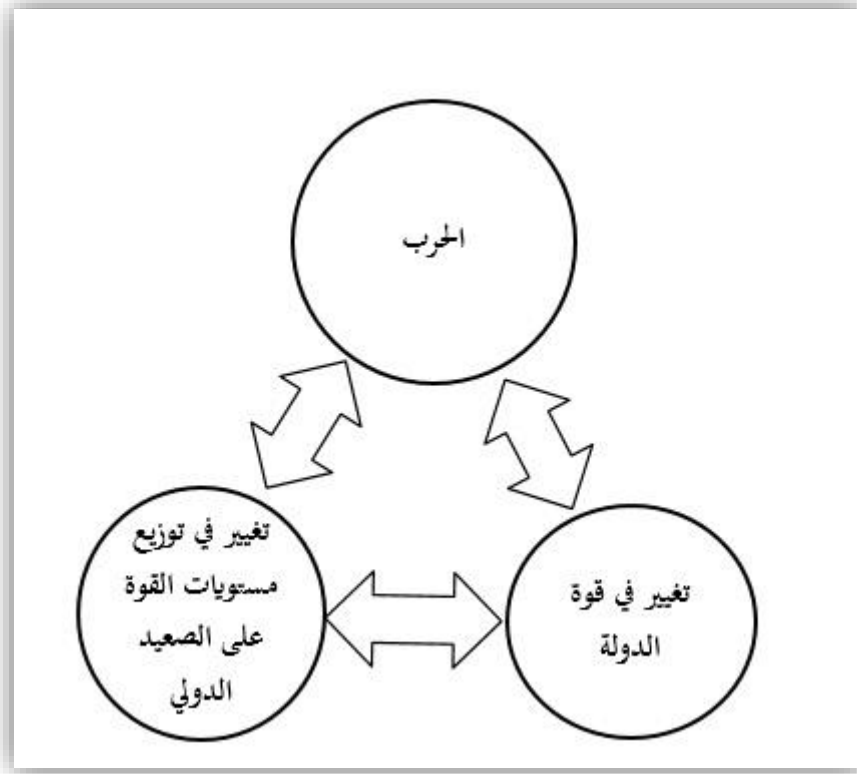 الحرب
تغيير في توزيع
مستويات القوة
على الصعيد
الدولي
تغيير في قوة
الدولة